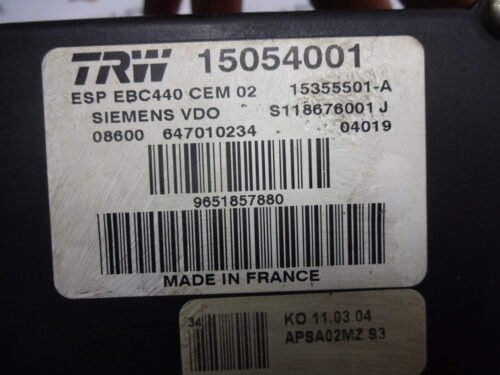 TRW 15054001
ESP EBC440 CEM 02 15355501-A
SIEMENS VDO S118676001 J
08600 647010234 04019
9651857880
MADE IN FRANCE
34 KO 11.03.04
APSA02MZ S3